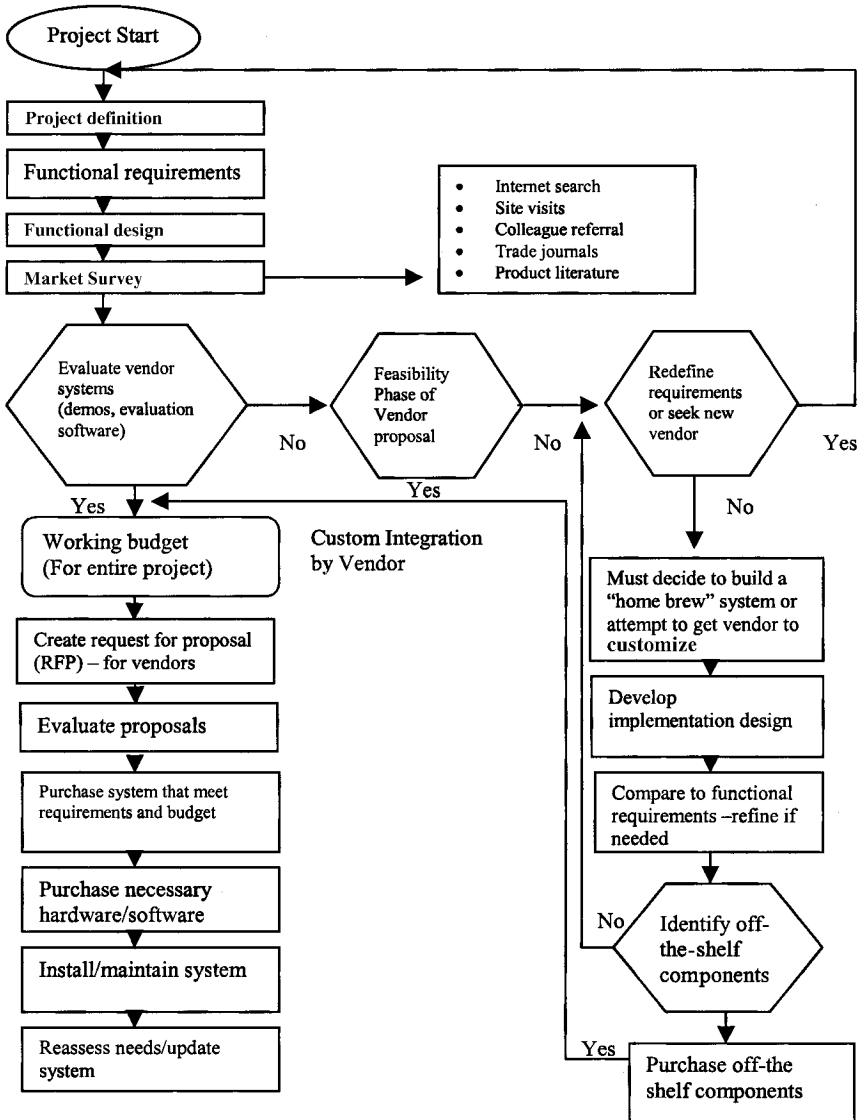 Project Start
Project definition
Functional requirements
Functional design
Market Survey
• Internet search
• Site visits
• Colleague referral
• Trade journals
• Product literature
Evaluate vendor
systems
(demos, evaluation
software)
No
Feasibility
Phase of
Vendor
proposal
No
Redefine
requirements
or seek new
vendor
Yes
Yes
Yes
No
Working budget
(For entire project)
Custom Integration
by Vendor
Create request for proposal
(RFP) – for vendors
Evaluate proposals
Purchase system that meet
requirements and budget
Purchase necessary
hardware/software
Install/maintain system
Reassess needs/update
system
Must decide to build a
“home brew” system or
attempt to get vendor to
customize
Develop
implementation design
Compare to functional
requirements –refine if
needed
No
Identify off-
the-shelf
components
Yes
Purchase off-the
shelf components